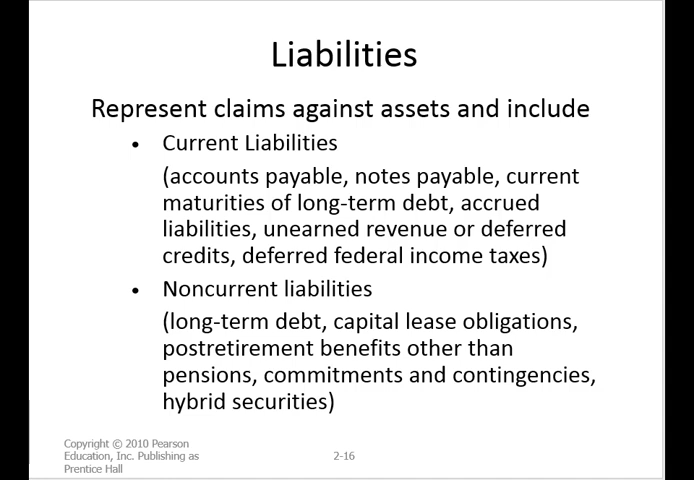 Liabilities
Represent claims against assets and include
• Current Liabilities
(accounts payable, notes payable, current
maturities of long-term debt, accrued
liabilities, unearned revenue or deferred
credits, deferred federal income taxes)
• Noncurrent liabilities
(long-term debt, capital lease obligations,
postretirement benefits other than
pensions, commitments and contingencies,
hybrid securities)
Copyright © 2010 Pearson
Education, Inc. Publishing as
Prentice Hall
2-16